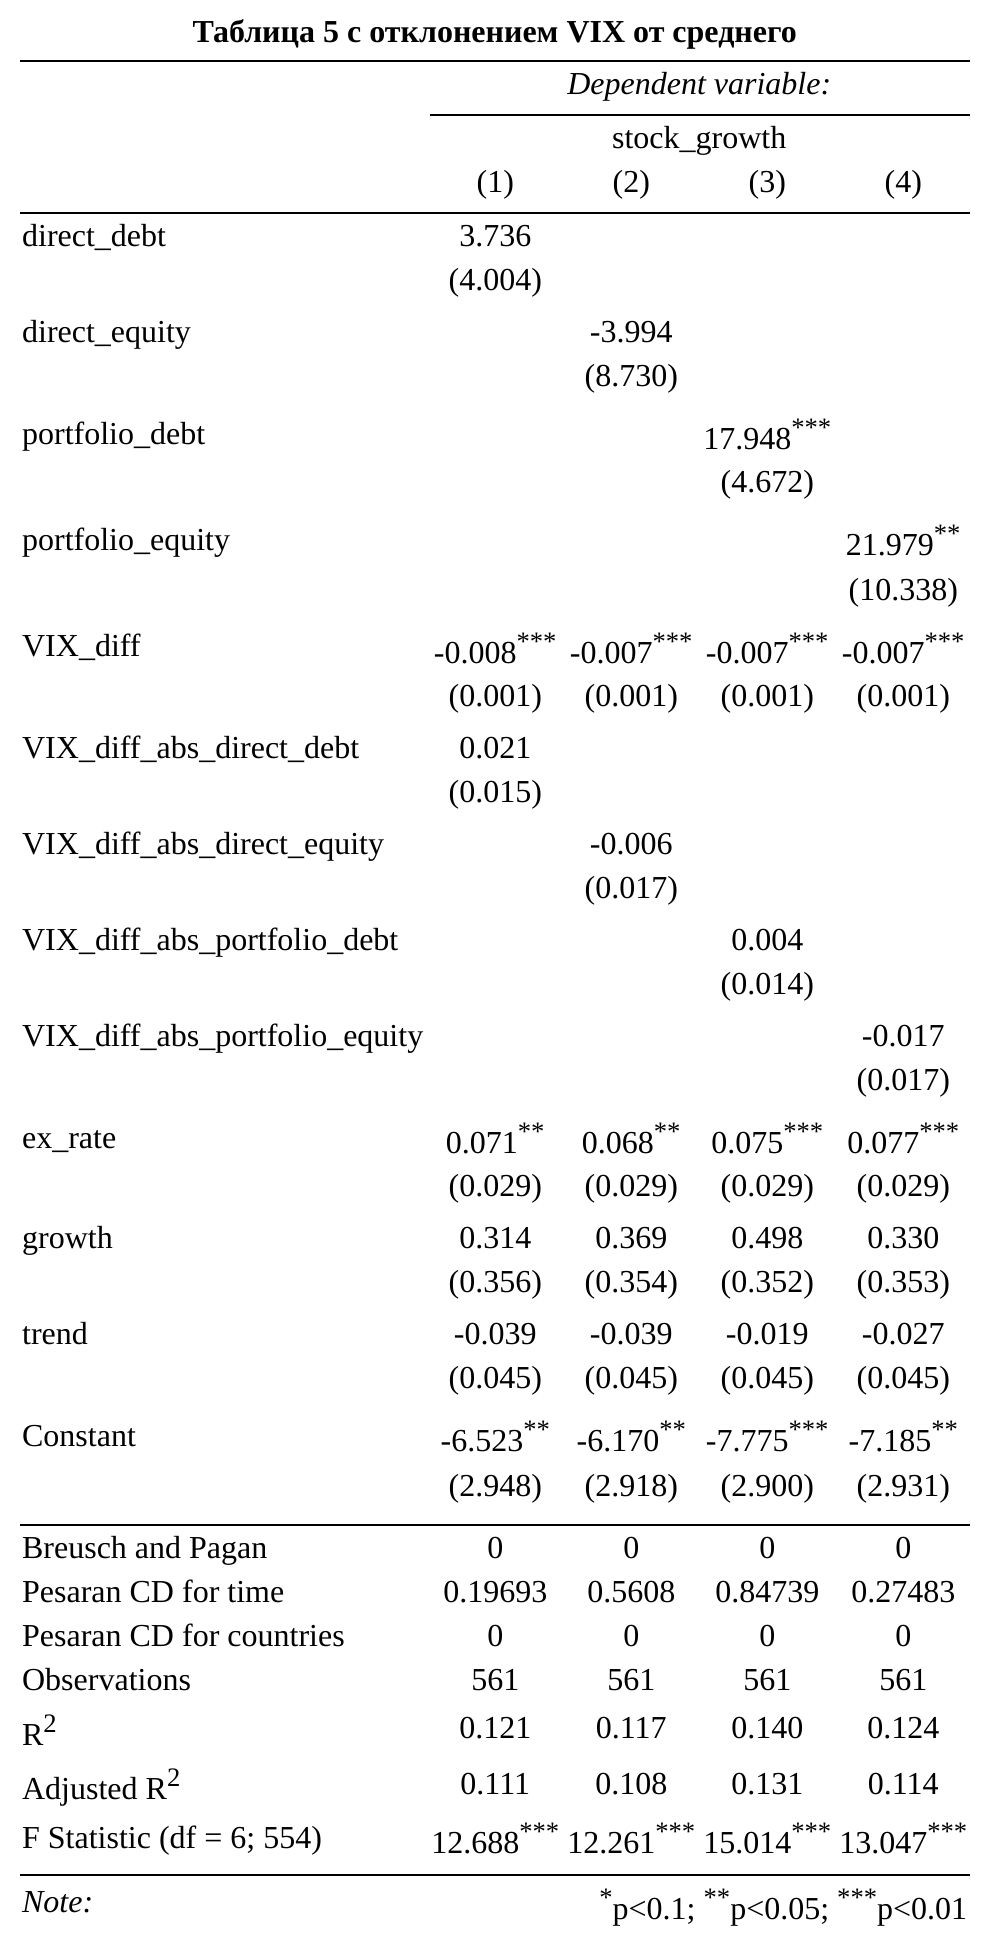 Таблица 5 с отклонением VIX от среднего
Dependent variable:
stock_growth
(1) (2) (3) (4)
direct_debt 3.736
(4.004)
direct_equity -3.994
(8.730)
portfolio_debt 17.948***
(4.672)
portfolio_equity 21.979**
(10.338)
VIX_diff -0.008*** -0.007*** -0.007*** -0.007***
(0.001) (0.001) (0.001) (0.001)
VIX_diff_abs_direct_debt 0.021
(0.015)
VIX_diff_abs_direct_equity -0.006
(0.017)
VIX_diff_abs_portfolio_debt 0.004
(0.014)
VIX_diff_abs_portfolio_equity -0.017
(0.017)
ex_rate 0.071** 0.068** 0.075*** 0.077***
(0.029) (0.029) (0.029) (0.029)
growth 0.314 0.369 0.498 0.330
(0.356) (0.354) (0.352) (0.353)
trend -0.039 -0.039 -0.019 -0.027
(0.045) (0.045) (0.045) (0.045)
Constant -6.523** -6.170** -7.775*** -7.185**
(2.948) (2.918) (2.900) (2.931)
Breusch and Pagan 0 0 0 0
Pesaran CD for time 0.19693 0.5608 0.84739 0.27483
Pesaran CD for countries 0 0 0 0
Observations 561 561 561 561
R2 0.121 0.117 0.140 0.124
Adjusted R2 0.111 0.108 0.131 0.114
F Statistic (df = 6; 554) 12.688*** 12.261*** 15.014*** 13.047***
Note: *p<0.1; **p<0.05; ***p<0.01